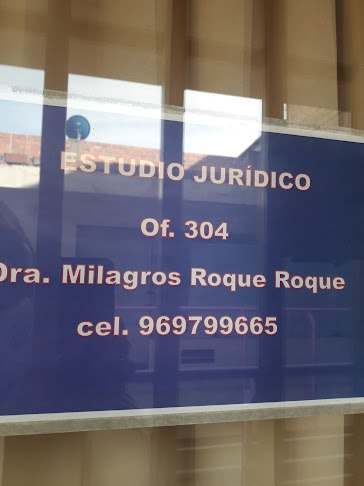 ESTUDIO JURÍDICO
Of. 304
Dra. Milagros Roque Roque
cel. 969799665